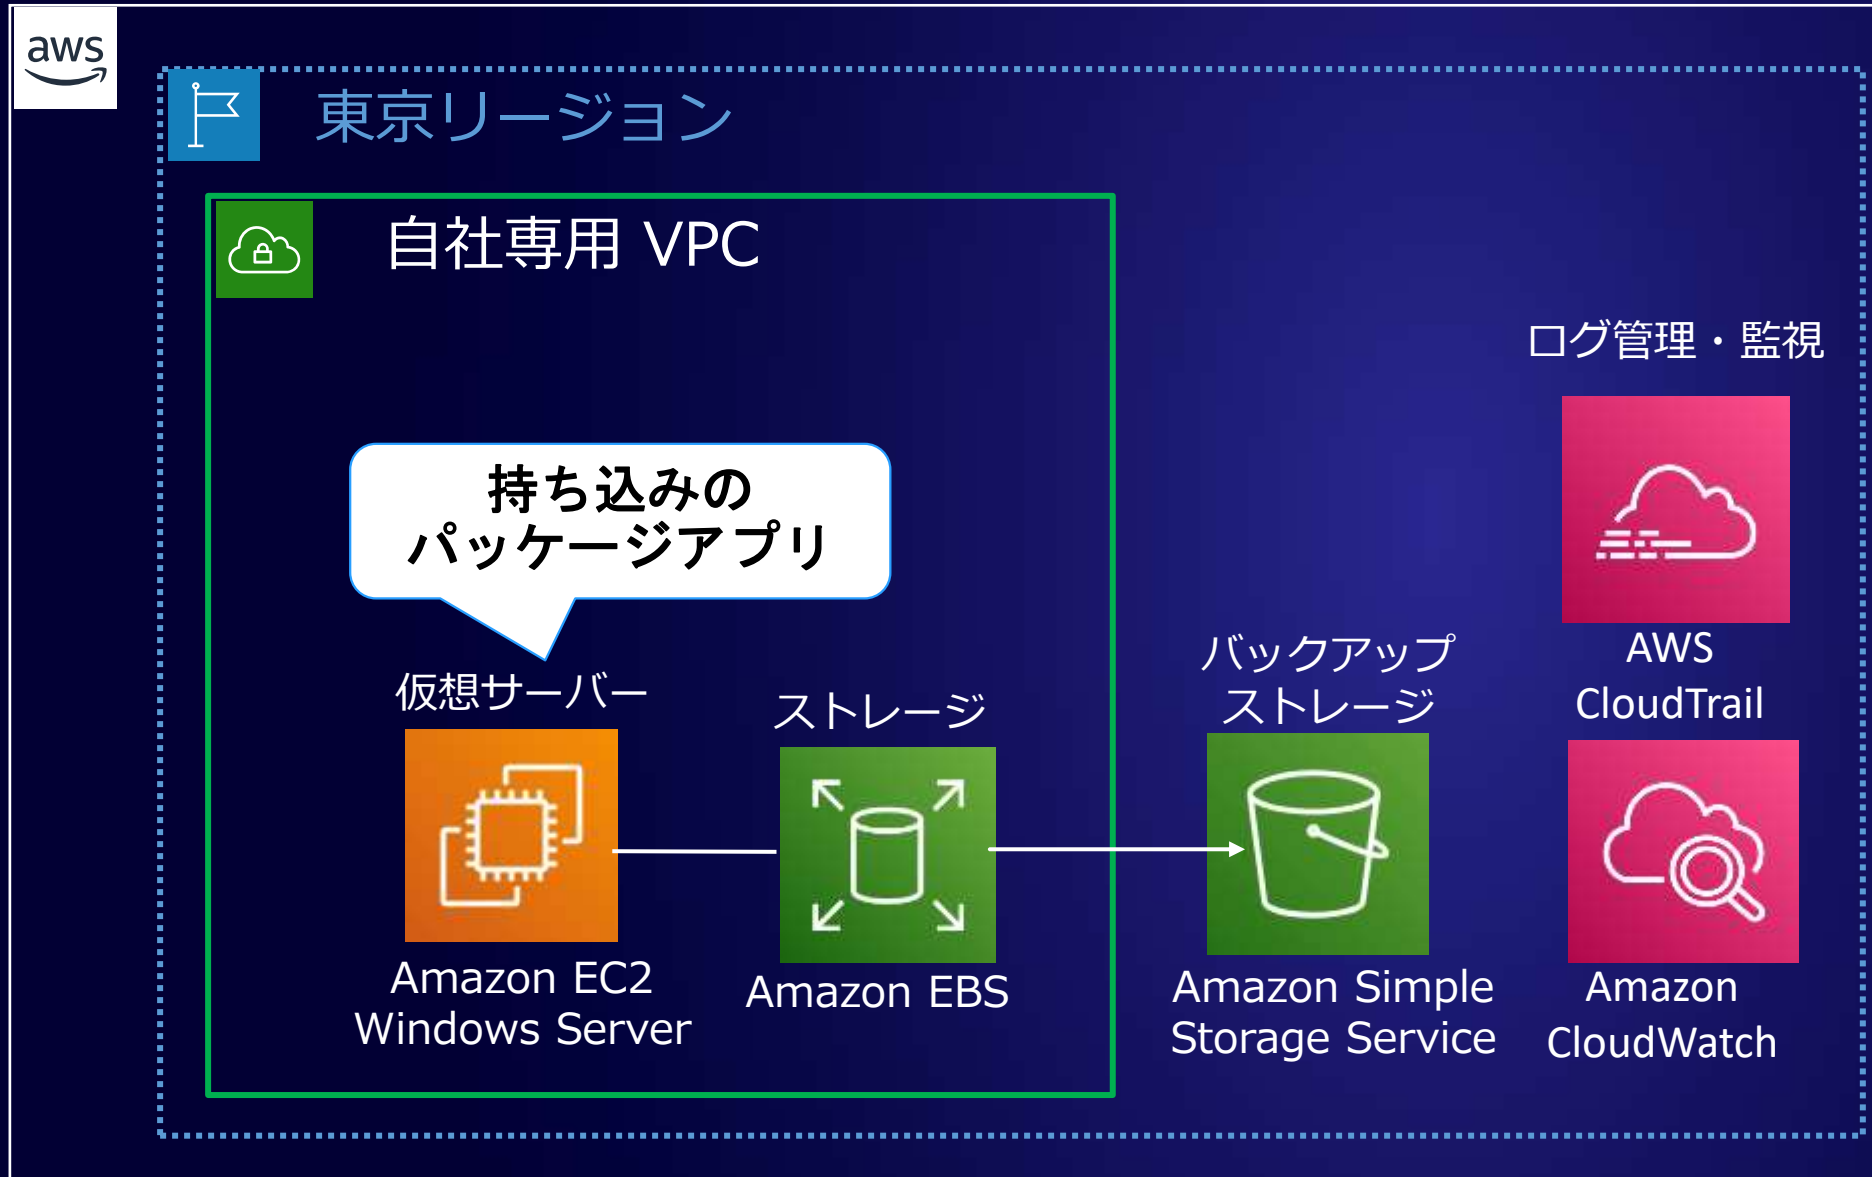 aws
東京リージョン
自社専用 VPC
ログ管理・監視
持ち込みの
パッケージアプリ
仮想サーバー
ストレージ
バックアップ
ストレージ
AWS
CloudTrail
Amazon EC2
Windows Server
Amazon EBS
Amazon Simple
Storage Service
Amazon
CloudWatch